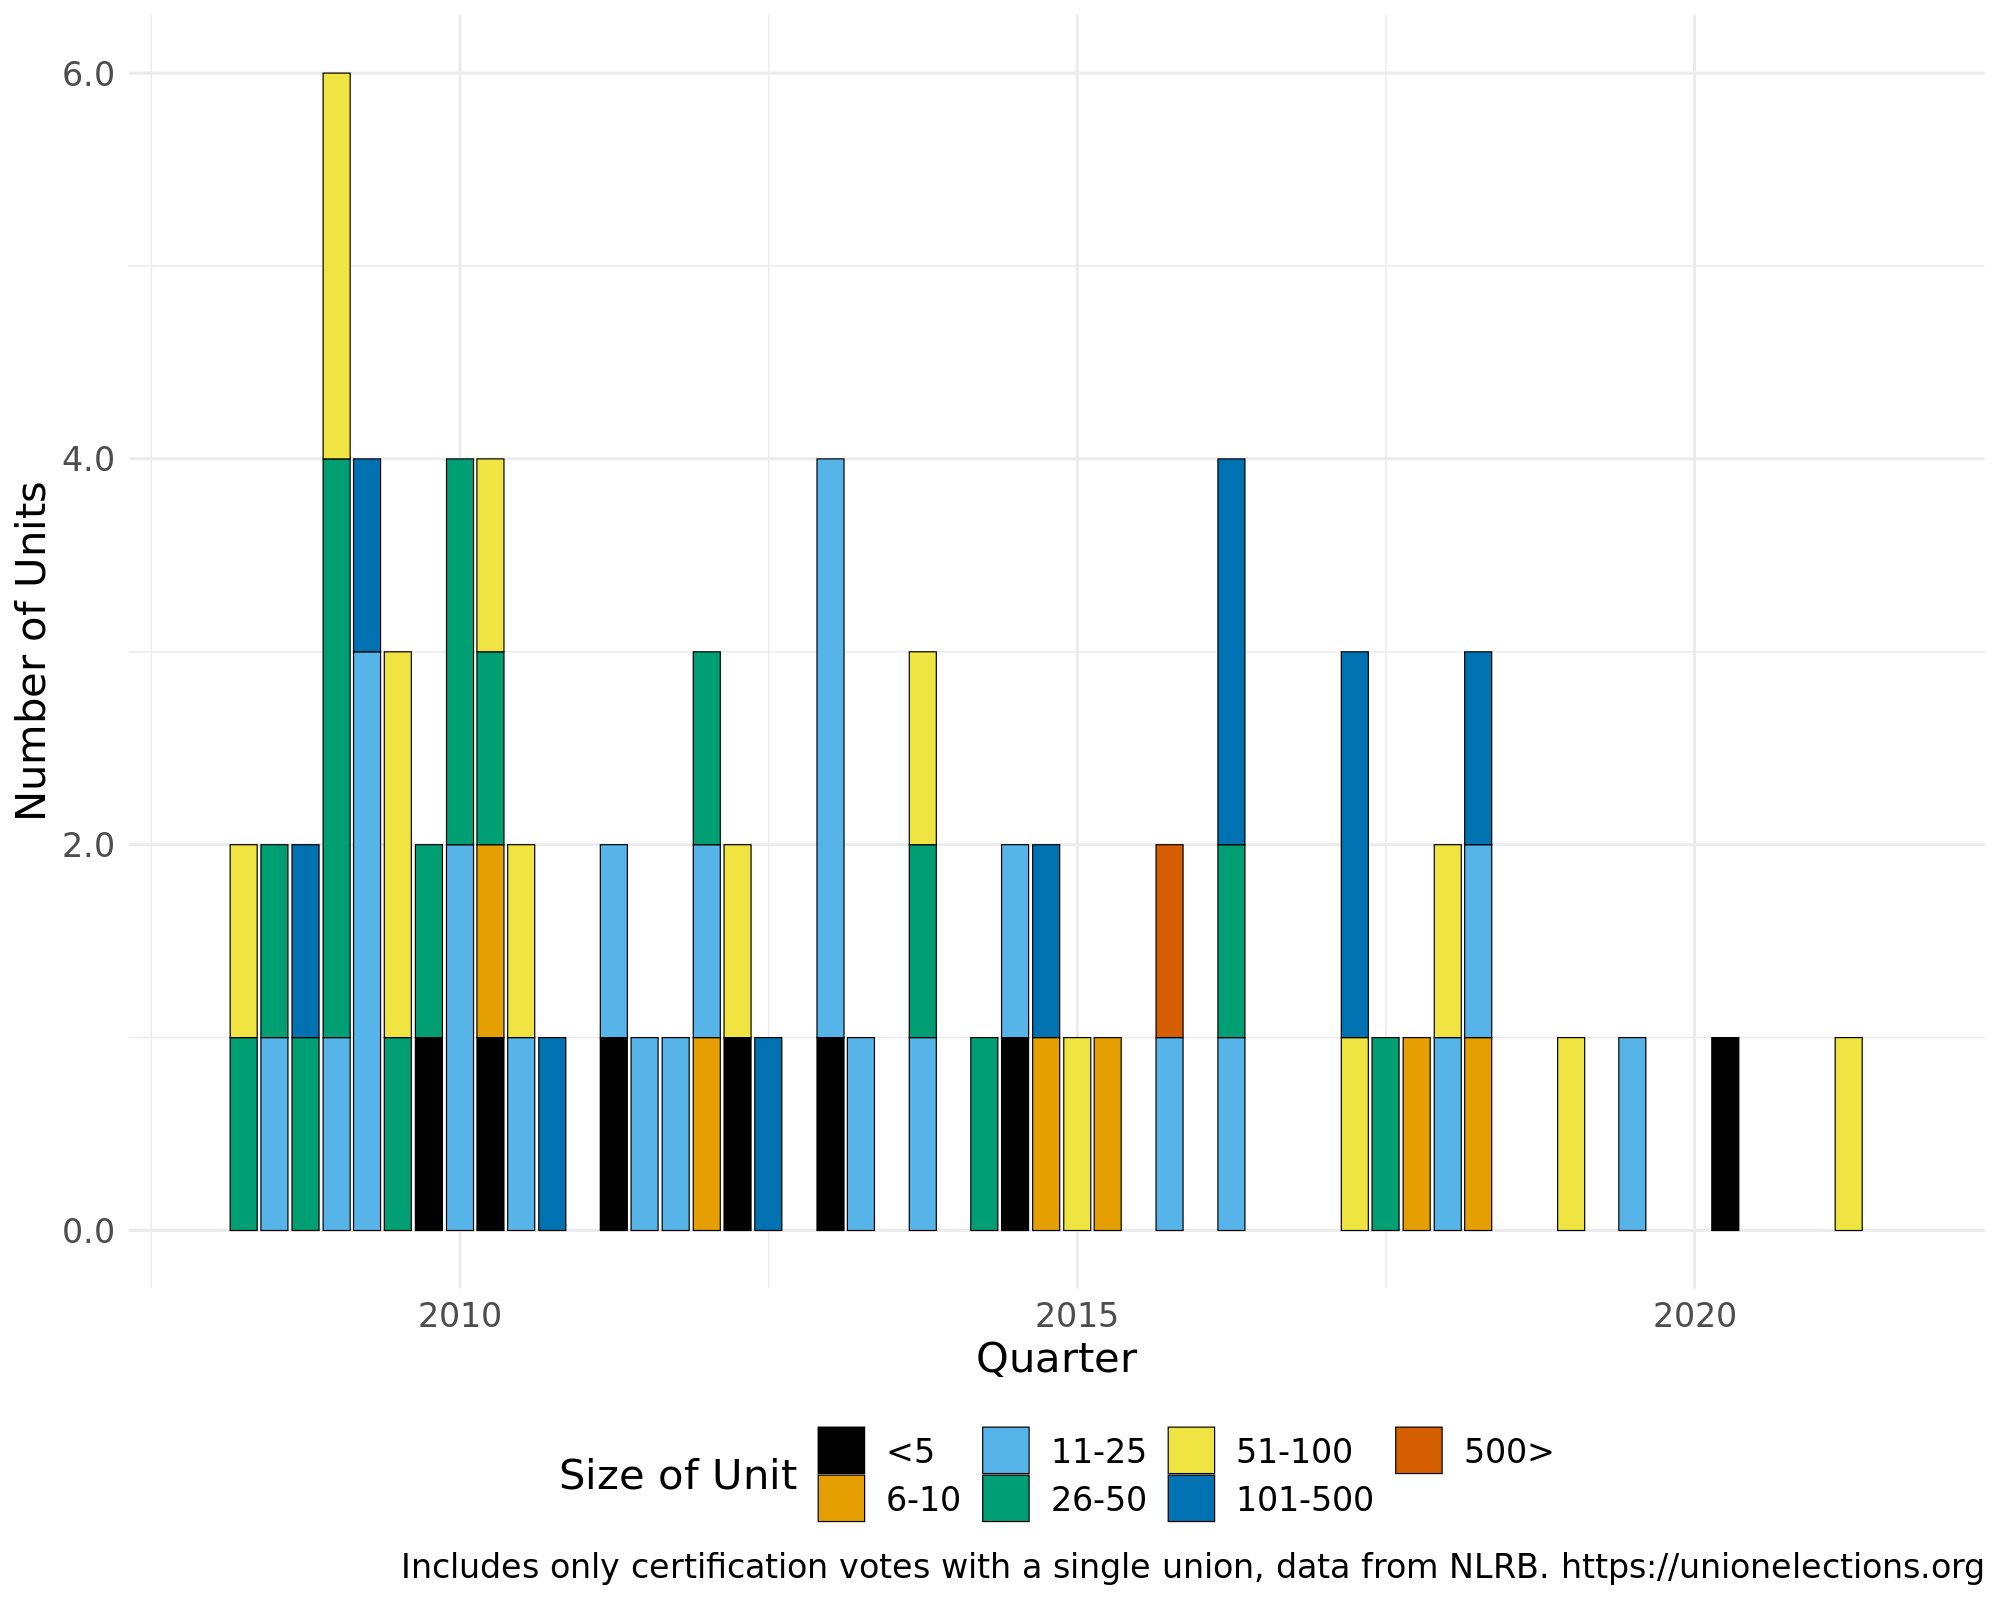 6.0
4.0
2.0
0.0
Number of Units
2010 2015 2020
Quarter
Size of Unit
<5 11-25 51-100 500>
6-10 26-50 101-500
Includes only certification votes with a single union, data from NLRB. https://unionelections.org